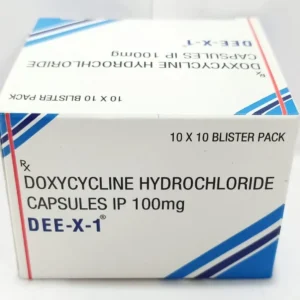 DEE-X-1®
DOXYCYCLINE HYDROCHLORIDE
CAPSULES IP 100mg
10 X 10 BLISTER PACK
10 X 10 BLISTER PACK
Rx
DOXYCYCLINE HYDROCHLORIDE
CAPSULES IP 100mg
DEE-X-1®